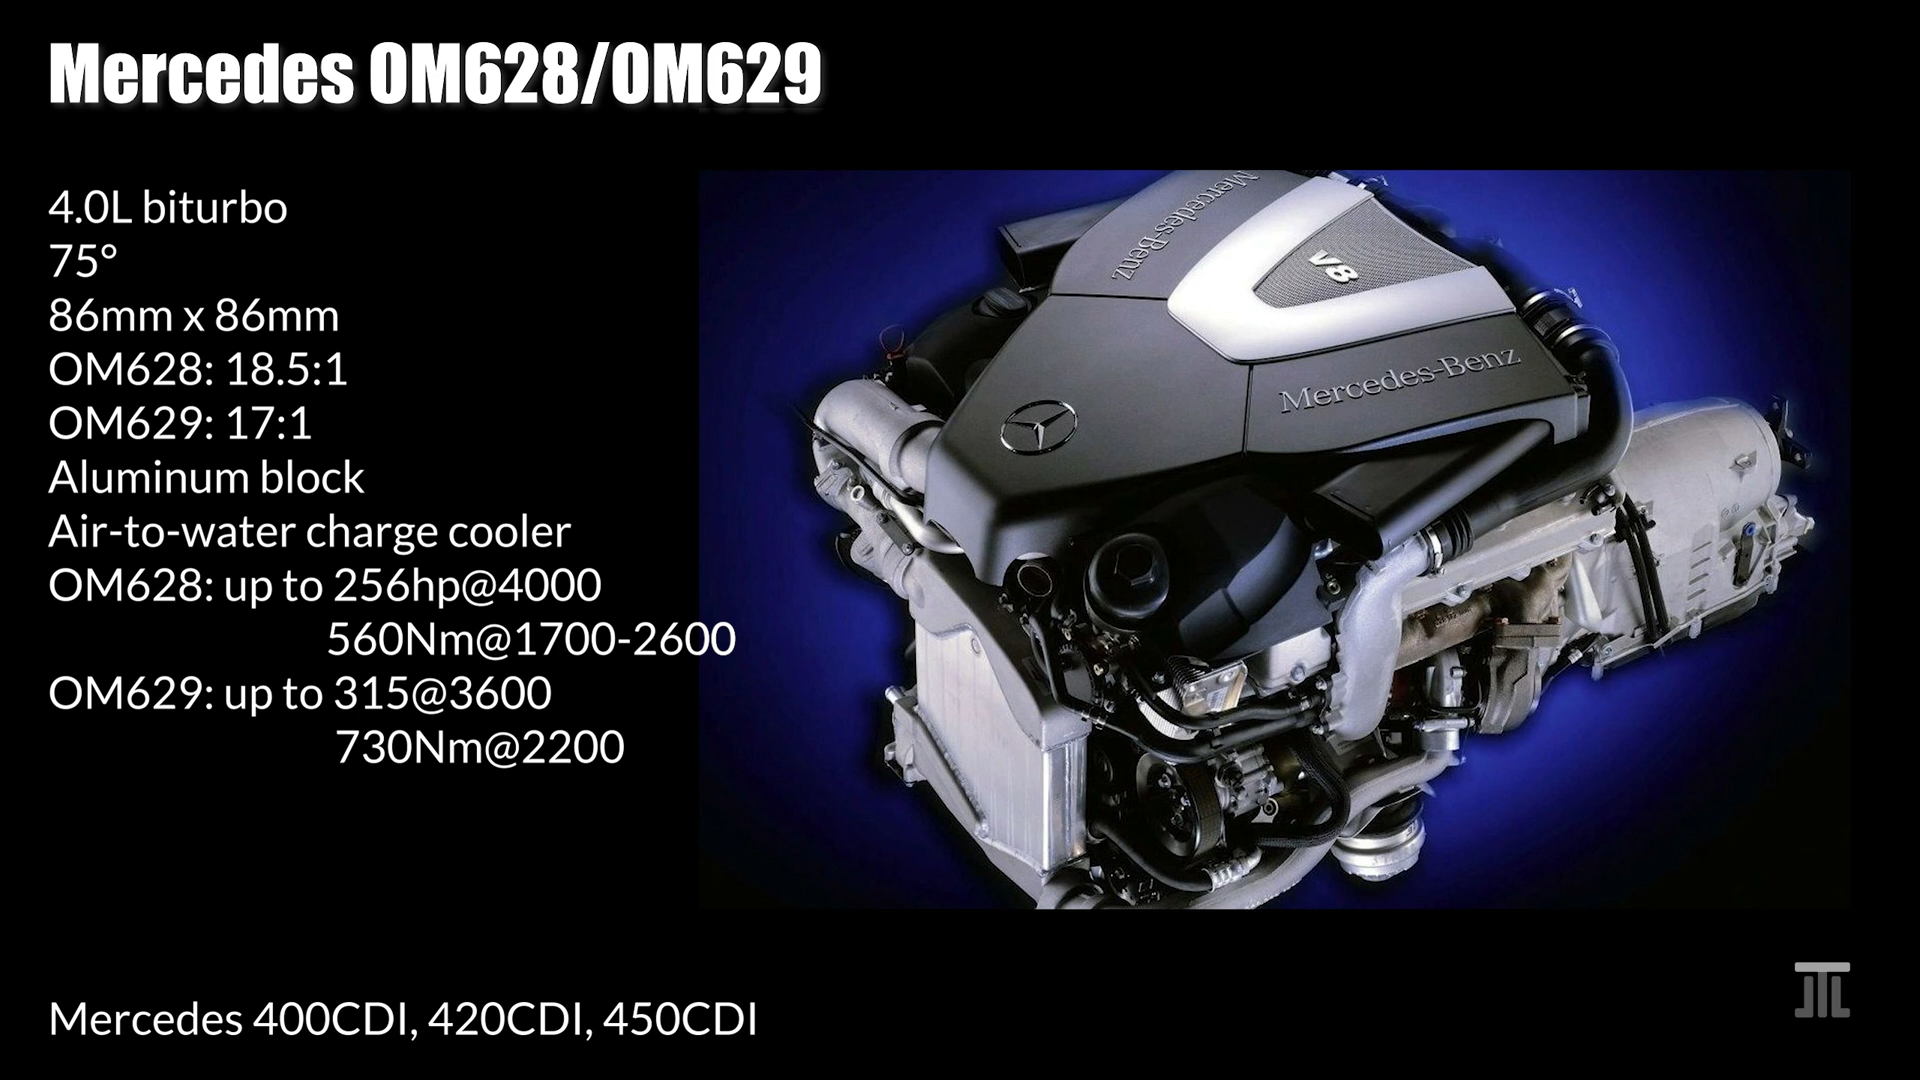 Mercedes OM628/OM629
4.0L biturbo
75°
86mm x 86mm
OM628: 18.5:1
OM629: 17:1
Aluminum block
Air-to-water charge cooler
OM628: up to 256hp@4000
560Nm@1700-2600
OM629: up to 315@3600
730Nm@2200
Mercedes-Benz
V8
Mercedes-Benz
Mercedes 400CDI, 420CDI, 450CDI